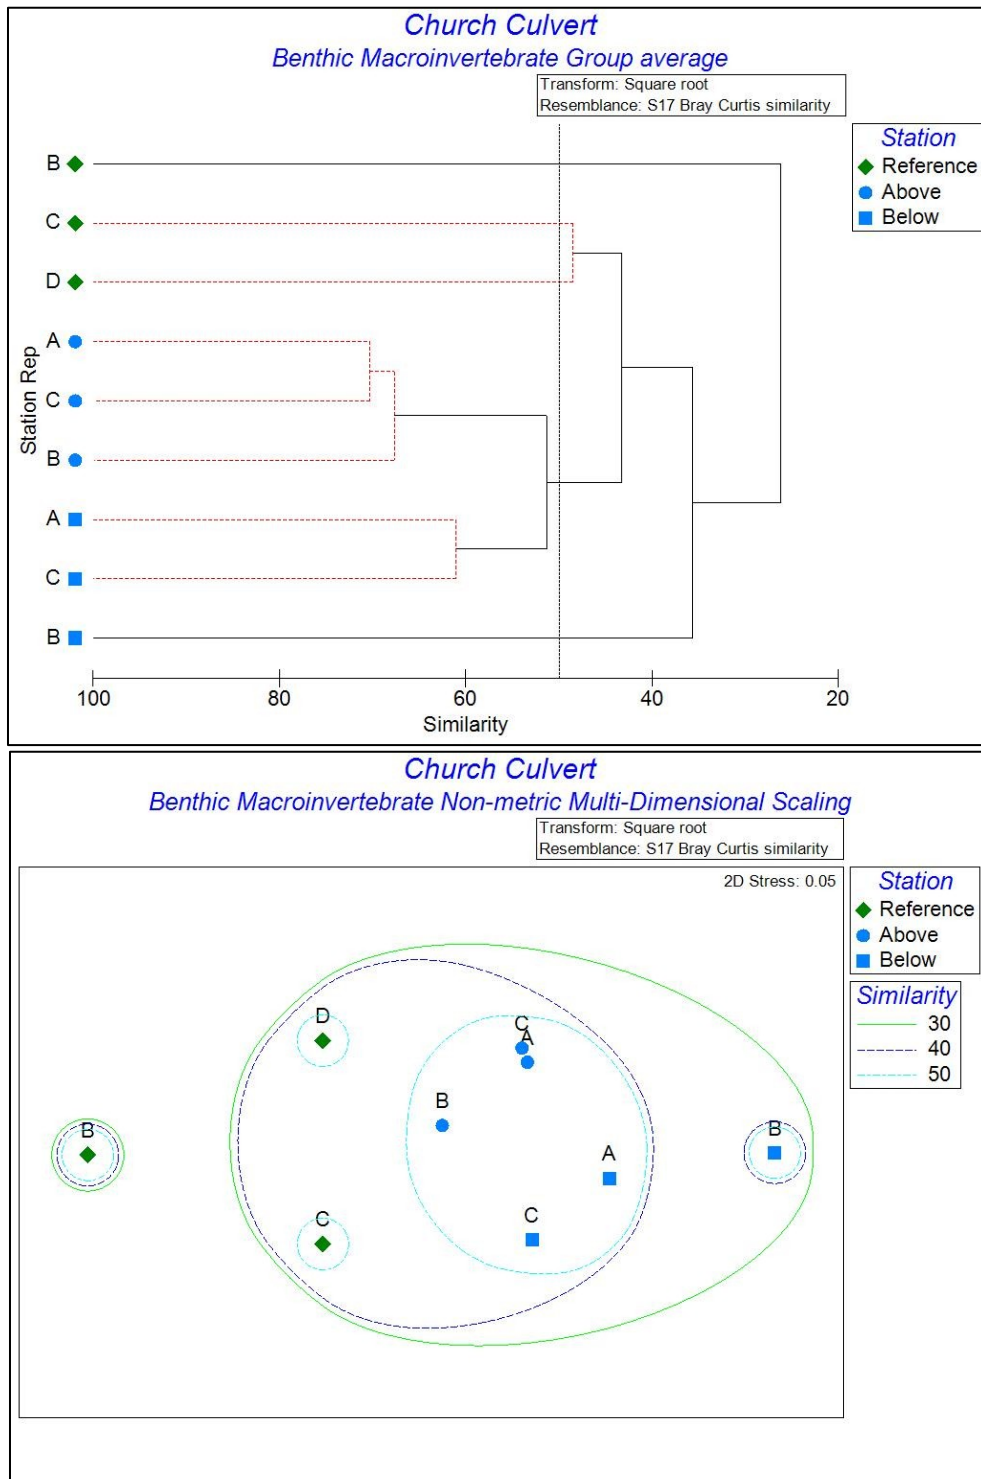 Church Culvert
Benthic Macroinvertebrate Group average
Transform: Square root
Resemblance: S17 Bray Curtis similarity
Station
Reference
Above
Below
Station Rep
B
C
D
A
C
B
A
C
B
100 80 60 40 20
Similarity
Church Culvert
Benthic Macroinvertebrate Non-metric Multi-Dimensional Scaling
Transform: Square root
Resemblance: S17 Bray Curtis similarity
2D Stress: 0.05
Station
Reference
Above
Below
Similarity
30
40
50
D
C
A
B
B
B
A
C
C